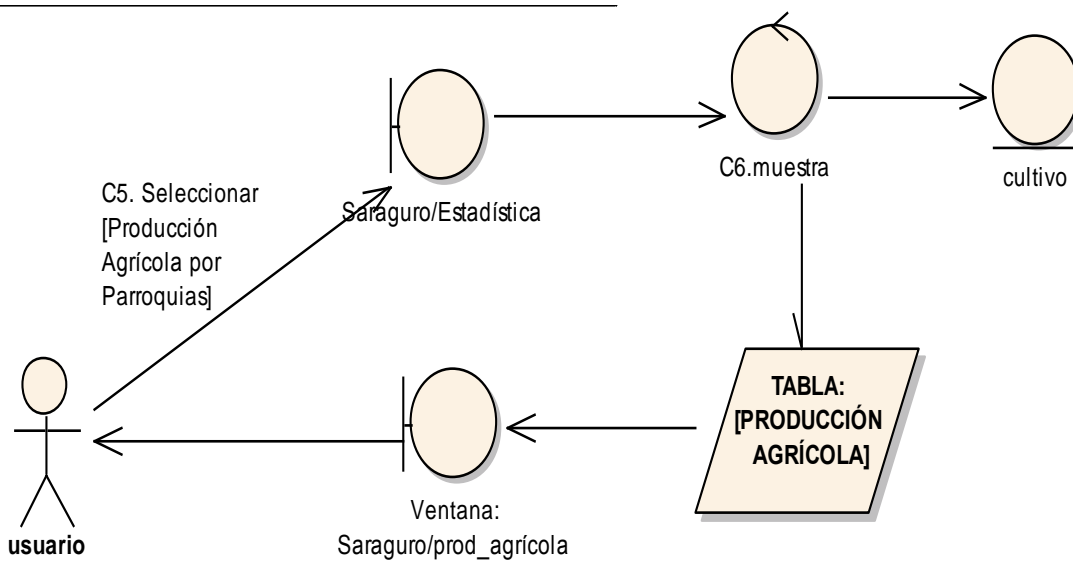 C6.muestra
cultivo
C5. Seleccionar
[Producción
Agrícola por
Parroquias]
Saraguro/Estadística
TABLA:
[PRODUCCIÓN
AGRÍCOLA]
Ventana:
Saraguro/prod_agrícola
usuario